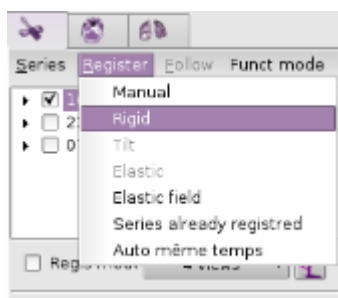 Series Register Follow Funct mode
Manual
Rigid
Tilt
Elastic
Elastic field
Series already registred
Auto même temps